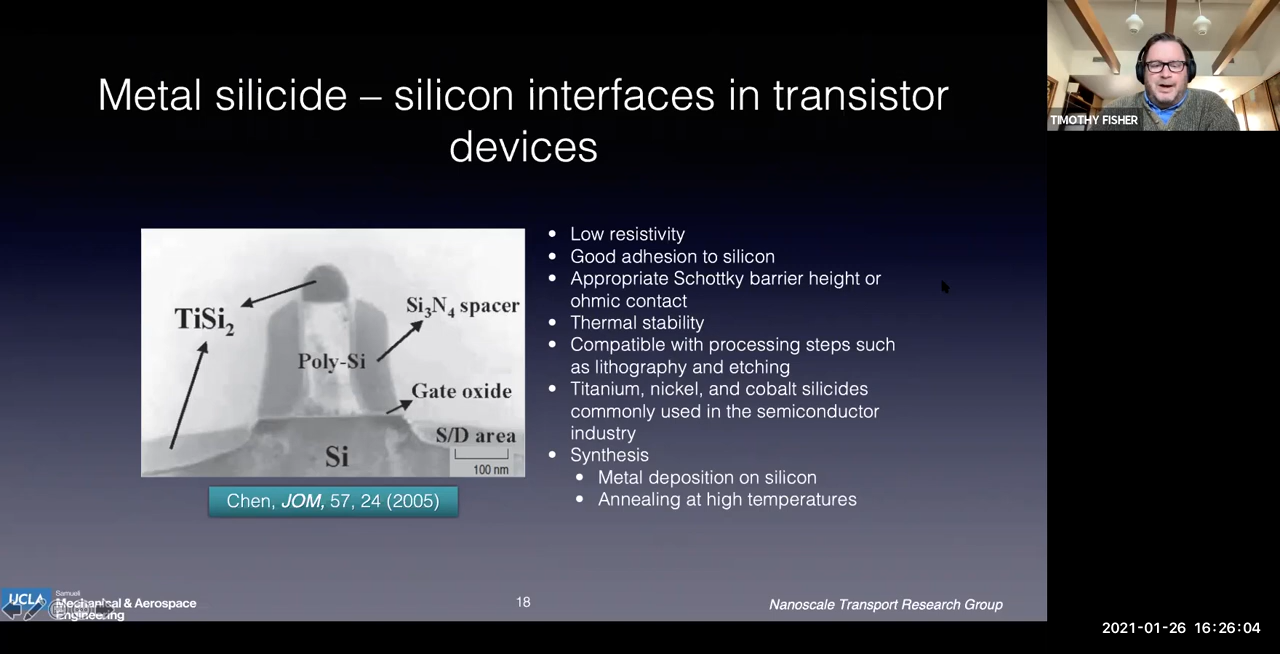 Metal silicide – silicon interfaces in transistor
devices
TIMOTHY FISHER
TiSi2
Si3N4 spacer
Poly-Si
Gate oxide
S/D area
Si
100 nm
Chen, JOM, 57, 24 (2005)
• Low resistivity
• Good adhesion to silicon
• Appropriate Schottky barrier height or
ohmic contact
• Thermal stability
• Compatible with processing steps such
as lithography and etching
• Titanium, nickel, and cobalt silicides
commonly used in the semiconductor
industry
• Synthesis
• Metal deposition on silicon
• Annealing at high temperatures
UCLA
Samueli
Mechanical & Aerospace
Engineering
18
Nanoscale Transport Research Group
2021-01-26 16:26:04